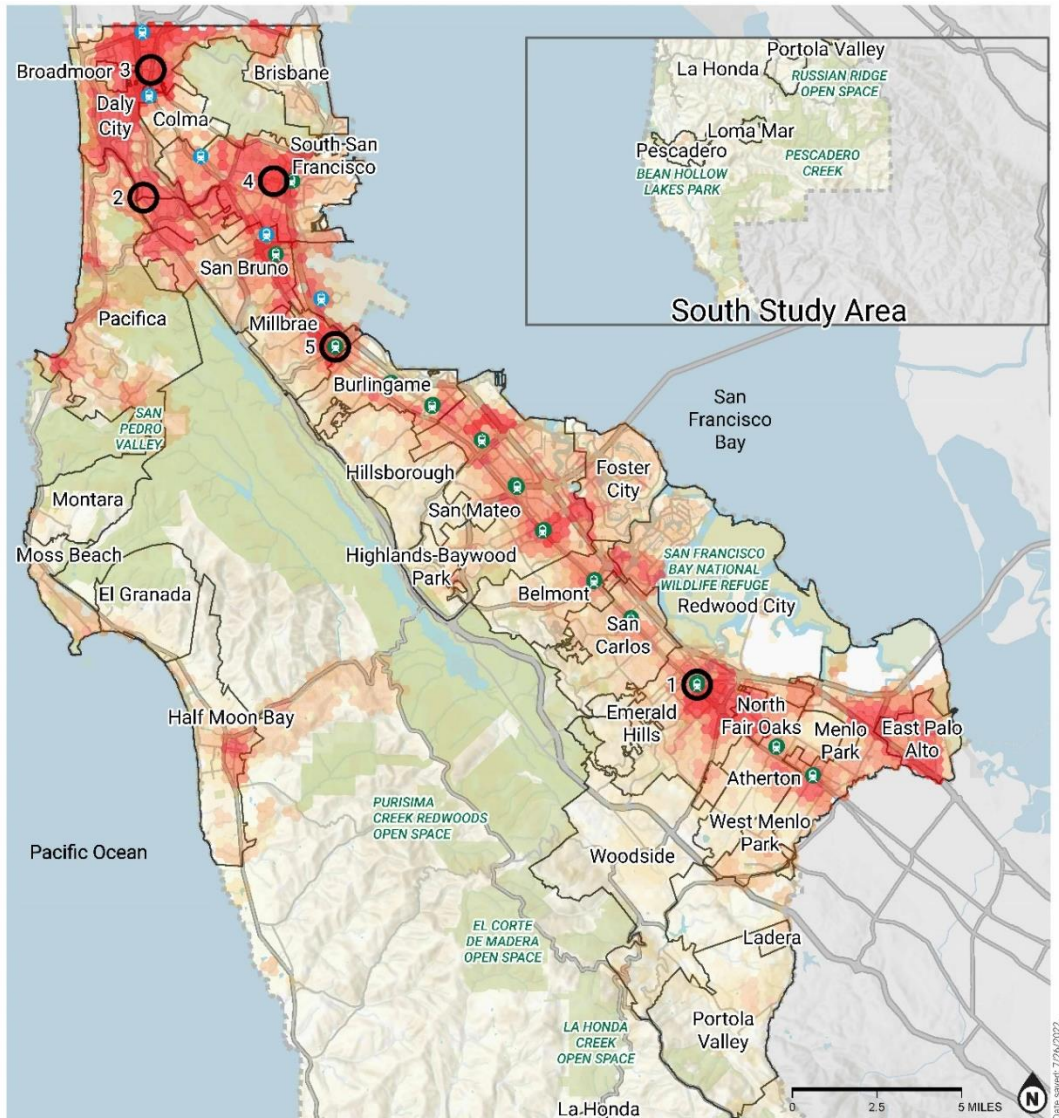 Broadmoor
3
Brisbane
Daly
City
Colma
South San
Francisco
4
2
San Bruno
Pacifica
Millbrae
5
Burlingame
SAN
PEDRO
VALLEY
Hillsborough
Foster
City
San
Francisco
Bay
Montara
San Mateo
Moss Beach
Highlands-Baywood
Park
SAN FRANCISCO
BAY NATIONAL
WILDLIFE REFUGE
El Granada
Belmont
Redwood City
San
Carlos
1
Half Moon Bay
Emerald
Hills
North
Fair Oaks
Menlo
Park
East Palo
Alto
Atherton
PURISIMA
CREEK REDWOODS
OPEN SPACE
West Menlo
Park
Pacific Ocean
Woodside
EL CORTE
DE MADERA
OPEN SPACE
Ladera
Portola
Valley
LA HONDA
CREEK
OPEN SPACE
La Honda
Portola Valley
La Honda
RUSSIAN RIDGE
OPEN SPACE
Loma Mar
Pescadero
PESCADERO
CREEK
BEAN HOLLOW
LAKES PARK
South Study Area
0 2.5 5 MILES
N
Date saved: 7/26/2022